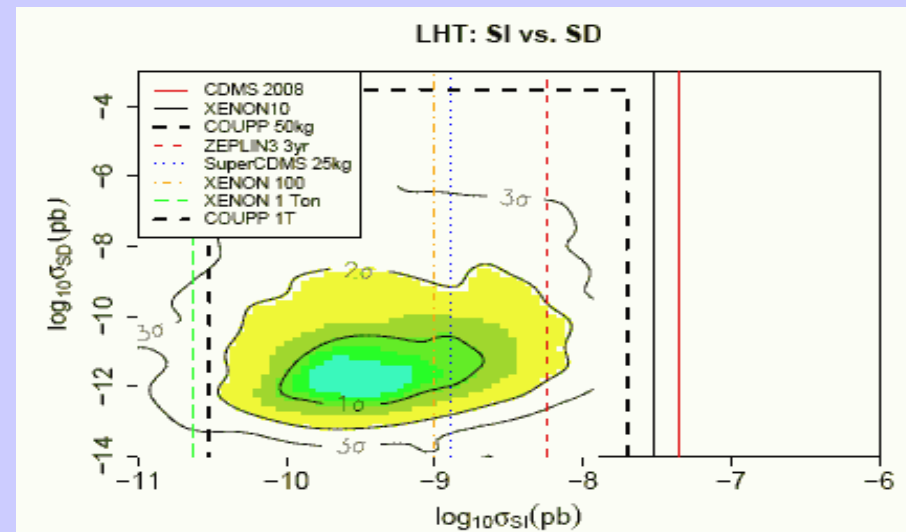 LHT: SI vs. SD
CDMS 2008
XENON10
COUPP 50kg
ZEPLIN3 3yr
SuperCDMS 25kg
XENON 100
XENON 1 Ton
COUPP 1T
log₁₀σSD(pb)
−4
−6
−8
−10
−12
−14
3σ
2σ
3σ
1σ
3σ
−11 −10 −9 −8 −7 −6
log₁₀σSI(pb)